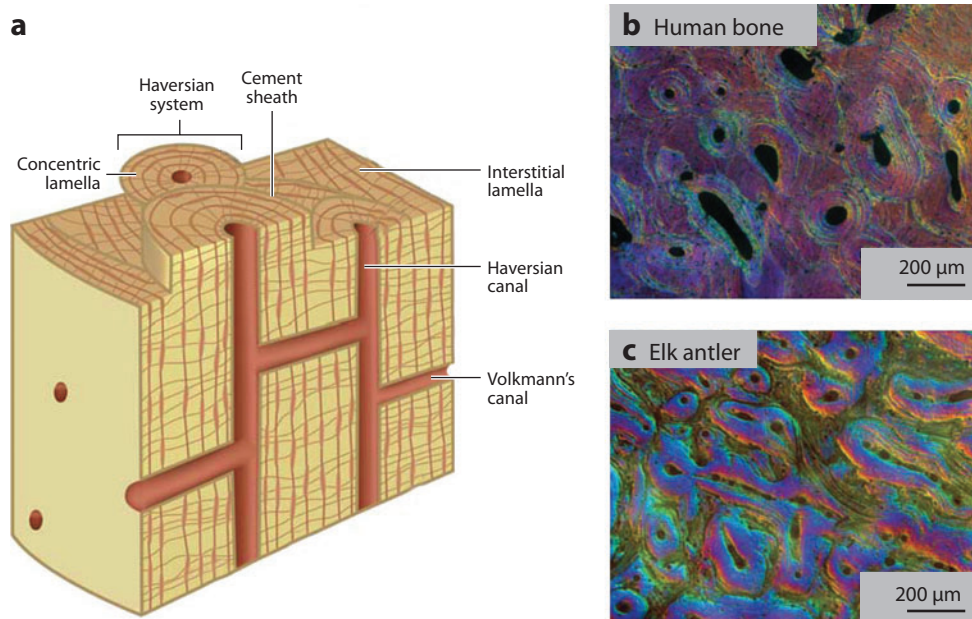 a
Haversian
system
Cement
sheath
Concentric
lamella
Interstitial
lamella
Haversian
canal
Volkmann's
canal
b Human bone
200 μm
c Elk antler
200 μm